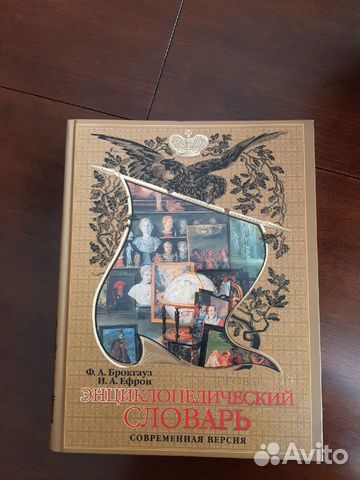 Ф. А. Брокгауз
И. А. Ефрон
ЭНЦИКЛОПЕДИЧЕСКИЙ
СЛОВАРЬ
СОВРЕМЕННАЯ ВЕРСИЯ
Avito